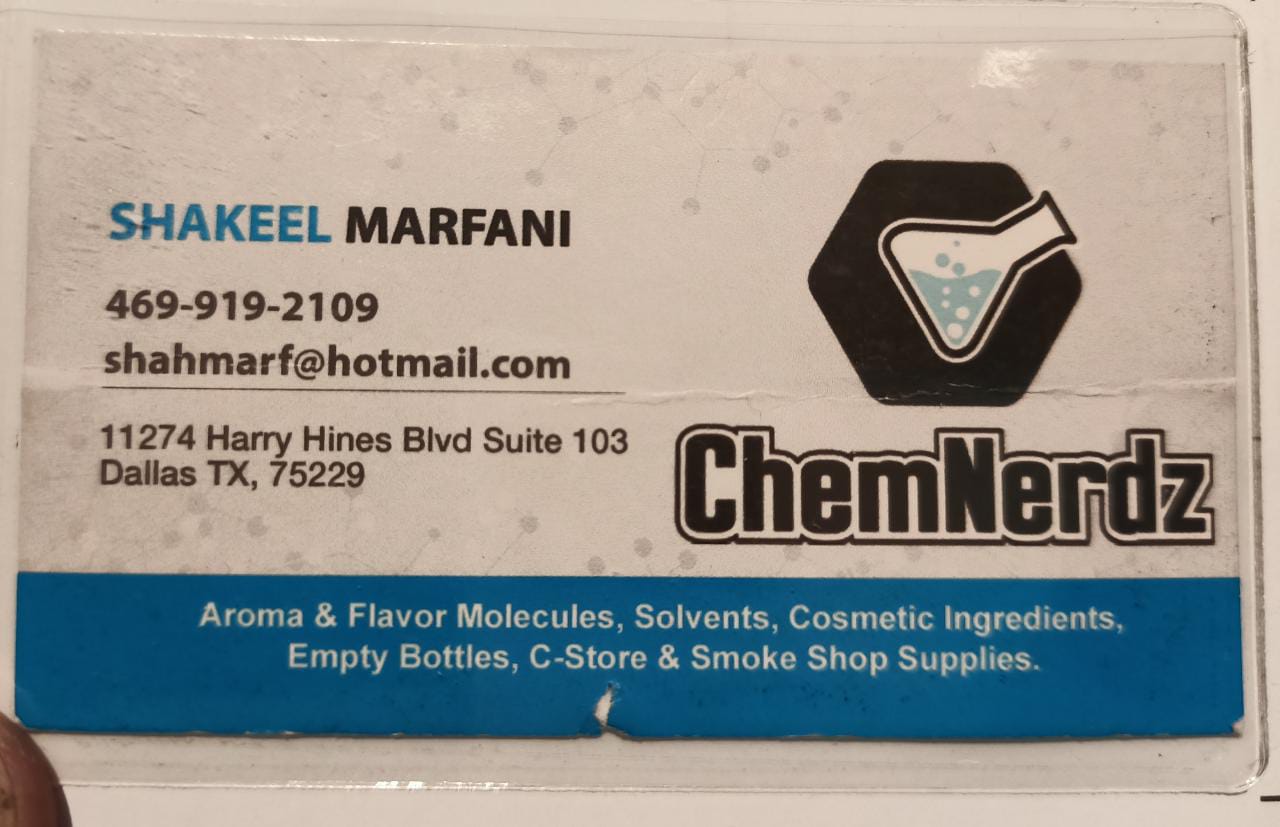 SHAKEEL MARFANI
469-919-2109
shahmarf@hotmail.com
11274 Harry Hines Blvd Suite 103
Dallas TX, 75229
ChemNerdz
Aroma & Flavor Molecules, Solvents, Cosmetic Ingredients,
Empty Bottles, C-Store & Smoke Shop Supplies.